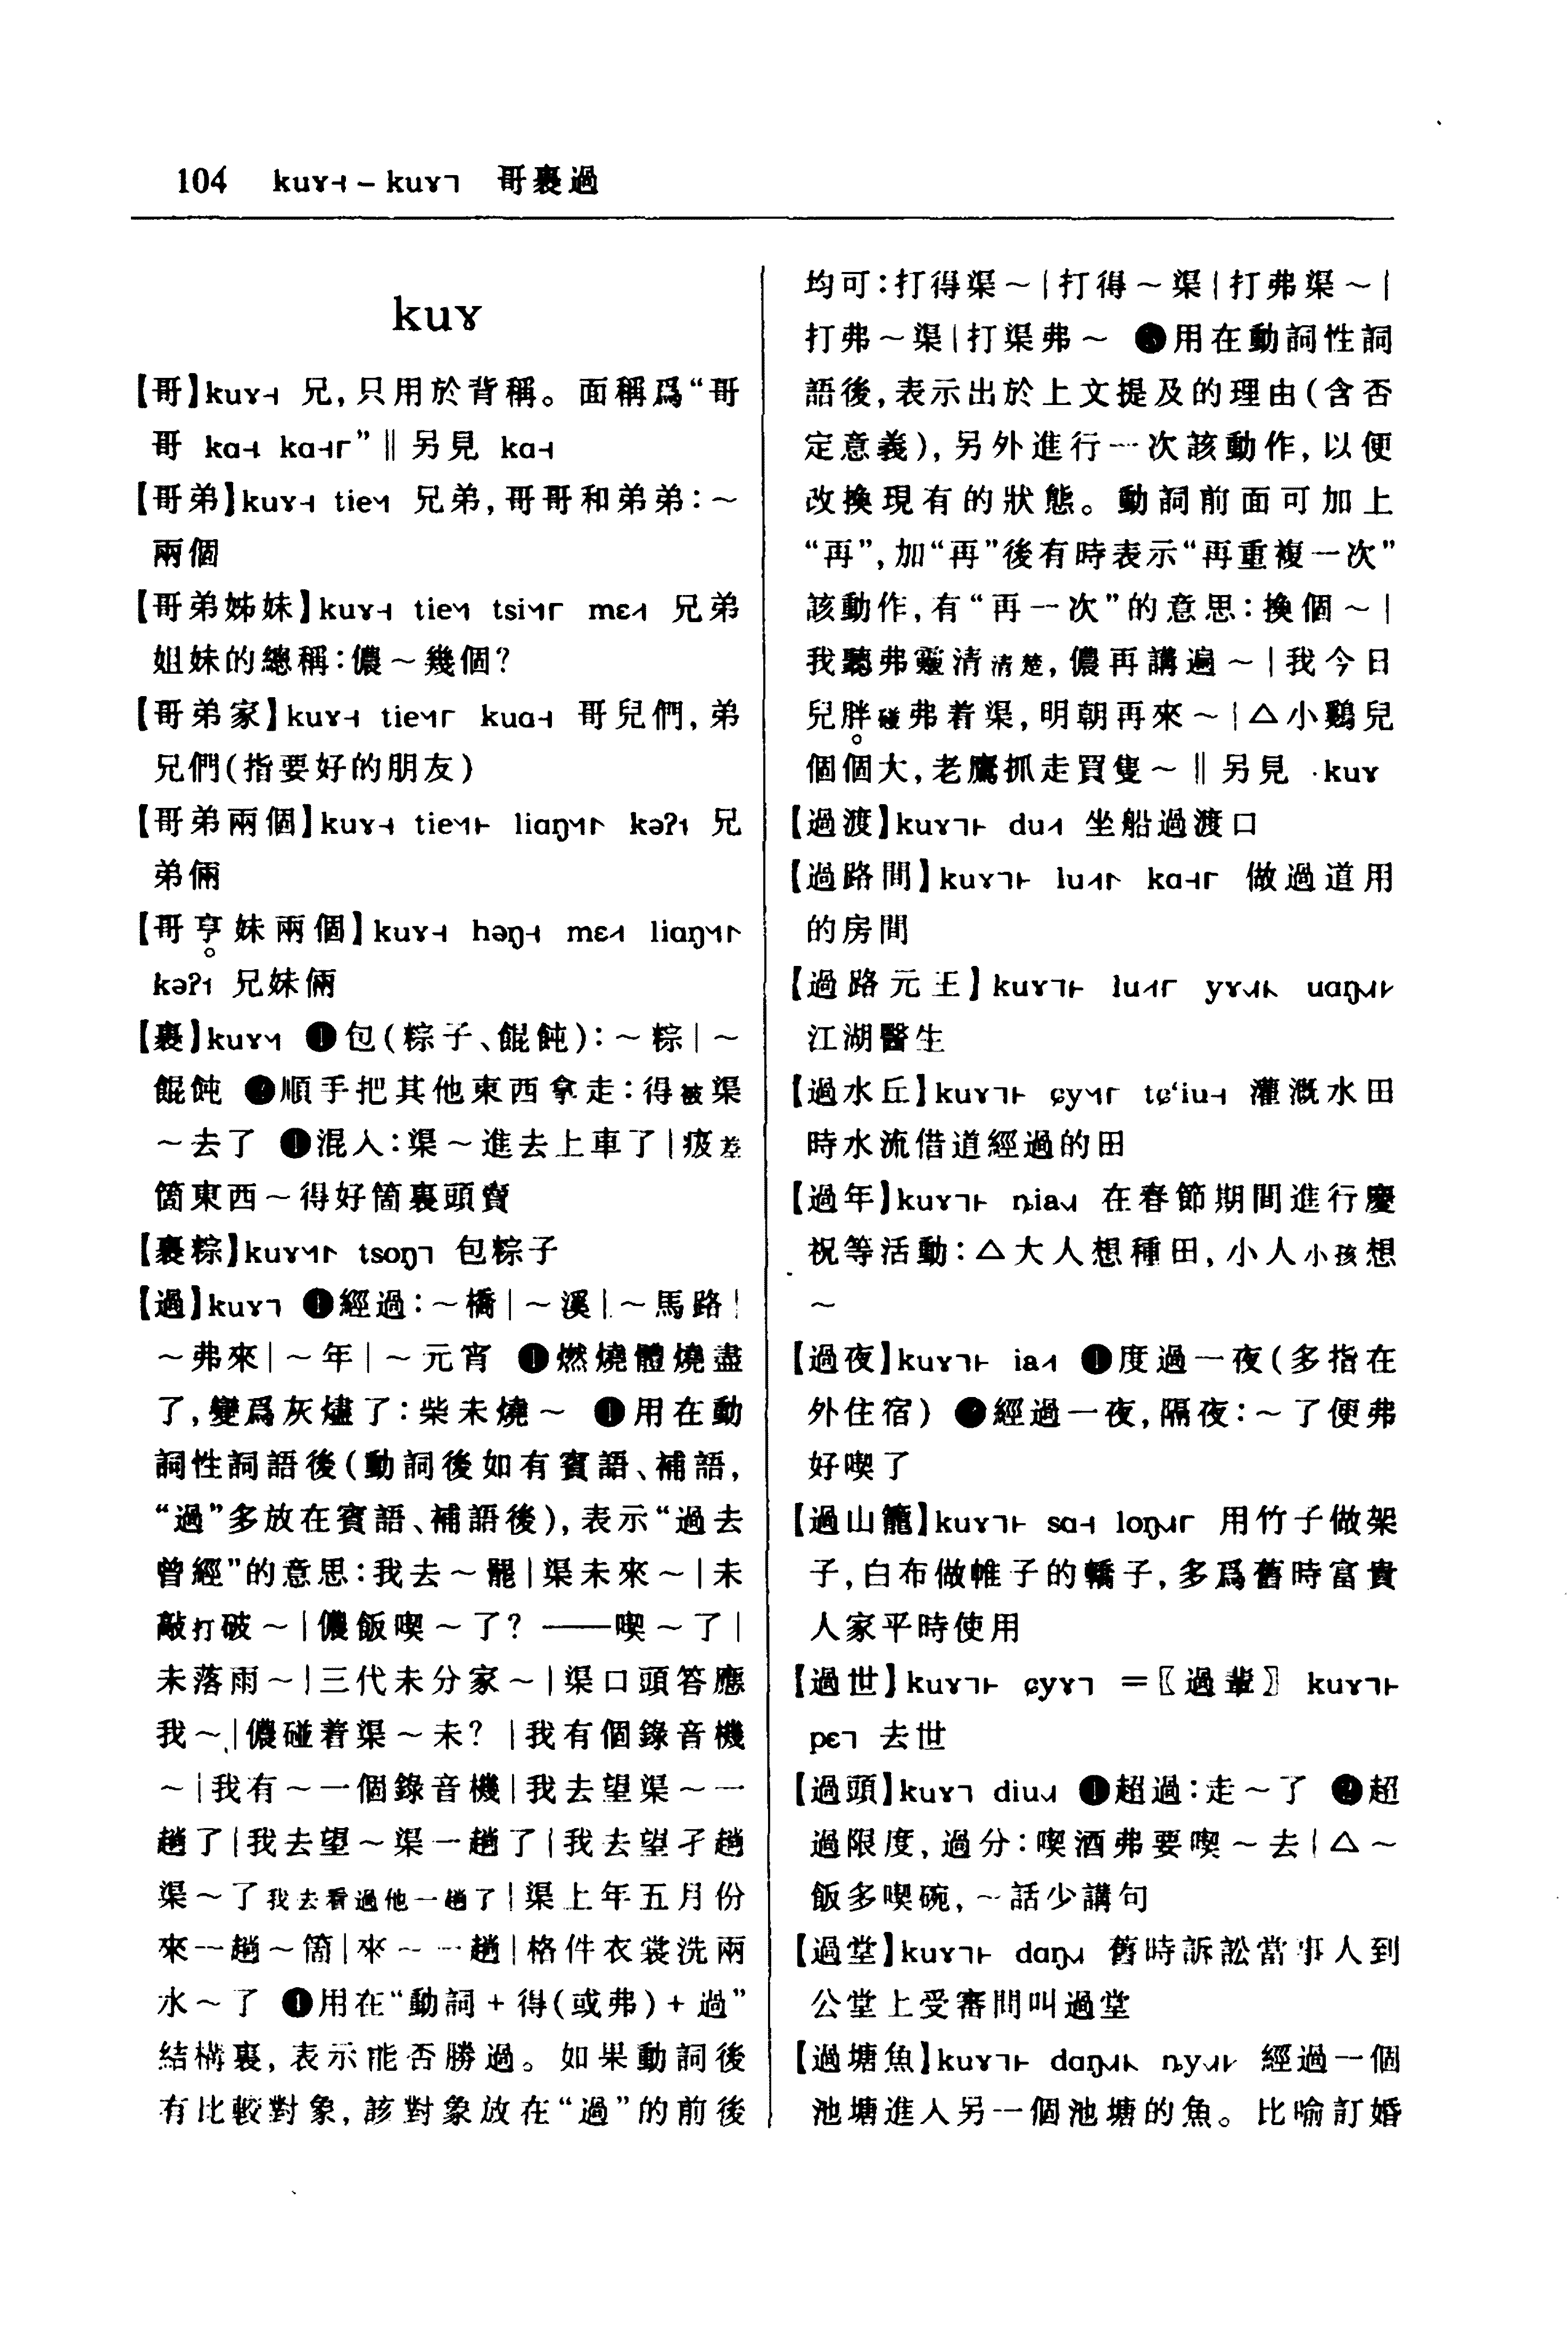 104 kuɤ˧ – kuɤ˥ 哥裹過
kuɤ
【哥】kuɤ˧ 兄,只用於背稱。面稱爲“哥
哥 kɑ˧ kɑ˧꜒”‖另見 kɑ˧
【哥弟】kuɤ˧ tie 兄弟,哥哥和弟弟:～
兩個
【哥弟姊妹】kuɤ˧ tie tsi mɛ 兄弟
姐妹的總稱:儂～幾個?
【哥弟家】kuɤ˧ tie kuɑ˧ 哥兒們,弟
兄們(指要好的朋友)
【哥弟兩個】kuɤ˧ tie liɑŋ kəʔ 兄
弟倆
【哥亨妹兩個】kuɤ˧ həŋ˧ mɛ liɑŋ
kəʔ 兄妹倆
【裹】kuɤ ❶包(粽子、餛飩):～粽|～
餛飩 ❷順手把其他東西拿走:得被渠
～去了 混入:渠～進去上車了|疲差
箇東西～得好箇裏頭賣
【裹粽】kuɤ tsoŋ˥ 包粽子
【過】kuɤ˥ ❶經過:～橋|～溪|～馬路|
～弗來|～年|～元宵 燃燒體燒盡
了,變爲灰燼了:柴未燒～ 用在動
詞性詞語後(動詞後如有賓語、補語,
“過”多放在賓語、補語後),表示“過去
曾經”的意思:我去～罷|渠未來～|未
敲打破～|儂飯喫～了?——喫～了|
未落雨～|三代未分家～|渠口頭答應
我～|儂碰着渠～未?|我有個錄音機
～|我有～一個錄音機|我去望渠～一
趟了|我去望～渠一趟了|我去望孑趟
渠～了我去看過他一趟了|渠上年五月份
來一趟～箇|來～一趟|格件衣裳洗兩
水～了 用在“動詞+得(或弗)+過”
結構裏,表示能否勝過。如果動詞後
有比較對象,該對象放在“過”的前後
均可:打得渠～|打得～渠|打弗渠～|
打弗～渠|打渠弗～ 用在動詞性詞
語後,表示出於上文提及的理由(含否
定意義),另外進行一次該動作,以便
改換現有的狀態。動詞前面可加上
“再”,加“再”後有時表示“再重複一次”
該動作,有“再一次”的意思:換個～|
我聽弗靈清清楚,儂再講遍～|我今日
兒胖碰弗着渠,明朝再來～|△小鷄兒
個個大,老鷹抓走買隻～‖另見 ·kuɤ
【過渡】kuɤ du 坐船過渡口
【過路間】kuɤ lu kɑ 做過道用
的房間
【過路元王】kuɤ lu yɤ uɑŋ
江湖醫生
【過水丘】kuɤ ɕy tɕ‘iu˧ 灌溉水田
時水流借道經過的田
【過年】kuɤ ȵia 在春節期間進行慶
祝等活動:△大人想種田,小人小孩想
～
【過夜】kuɤ ia ❶度過一夜(多指在
外住宿) ❷經過一夜,隔夜:～了便弗
好喫了
【過山籠】kuɤ sɑ˧ loŋ 用竹子做架
子,白布做帷子的轎子,多爲舊時富貴
人家平時使用
【過世】kuɤ ɕyɤ˥ =〖過輩〗 kuɤ
pɛ˥ 去世
【過頭】kuɤ˥ diu ❶超過:走～了 ❷超
過限度,過分:喫酒弗要喫～去|△～
飯多喫碗,～話少講句
【過堂】kuɤ dɑŋ 舊時訴訟當事人到
公堂上受審問叫過堂
【過塘魚】kuɤ dɑŋ ȵy 經過一個
池塘進入另一個池塘的魚。比喻訂婚